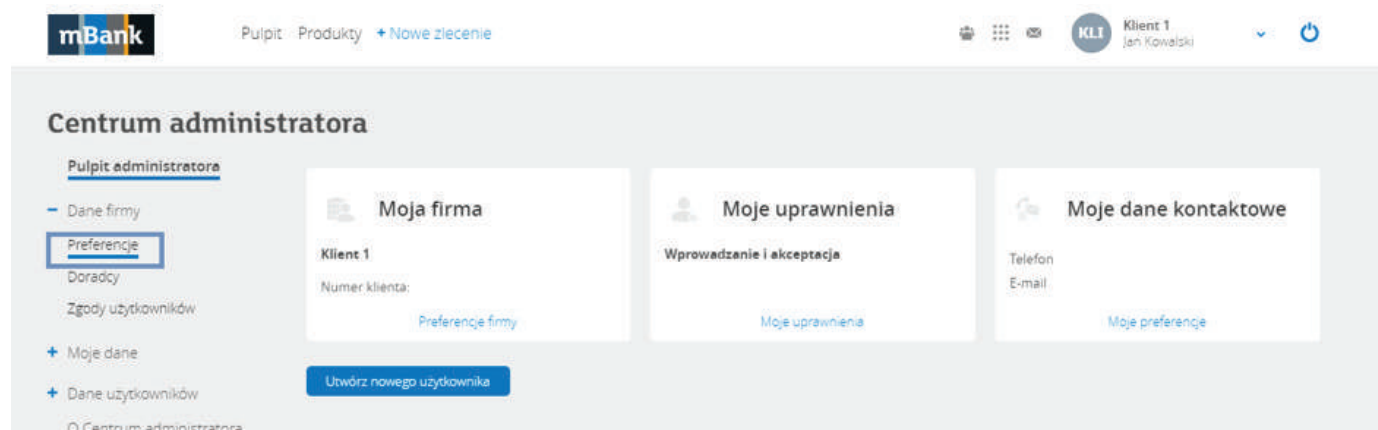 mBank
Pulpit Produkty + Nowe zlecenie
KLI
Klient 1
Jan Kowalski
Centrum administratora
Pulpit administratora
− Dane firmy
Preferencje
Doradcy
Zgody użytkowników
+ Moje dane
+ Dane użytkowników
O Centrum administratora
Moja firma
Klient 1
Numer klienta:
Preferencje firmy
Moje uprawnienia
Wprowadzanie i akceptacja
Moje uprawnienia
Moje dane kontaktowe
Telefon
E-mail
Moje preferencje
Utwórz nowego użytkownika